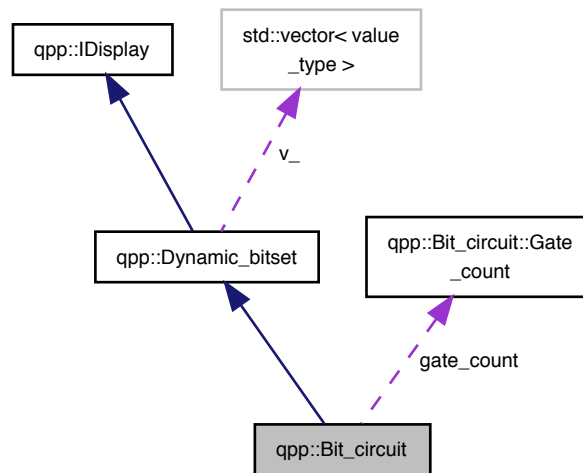 qpp::IDisplay
std::vector< value
_type >
v_
qpp::Dynamic_bitset
qpp::Bit_circuit::Gate
_count
gate_count
qpp::Bit_circuit